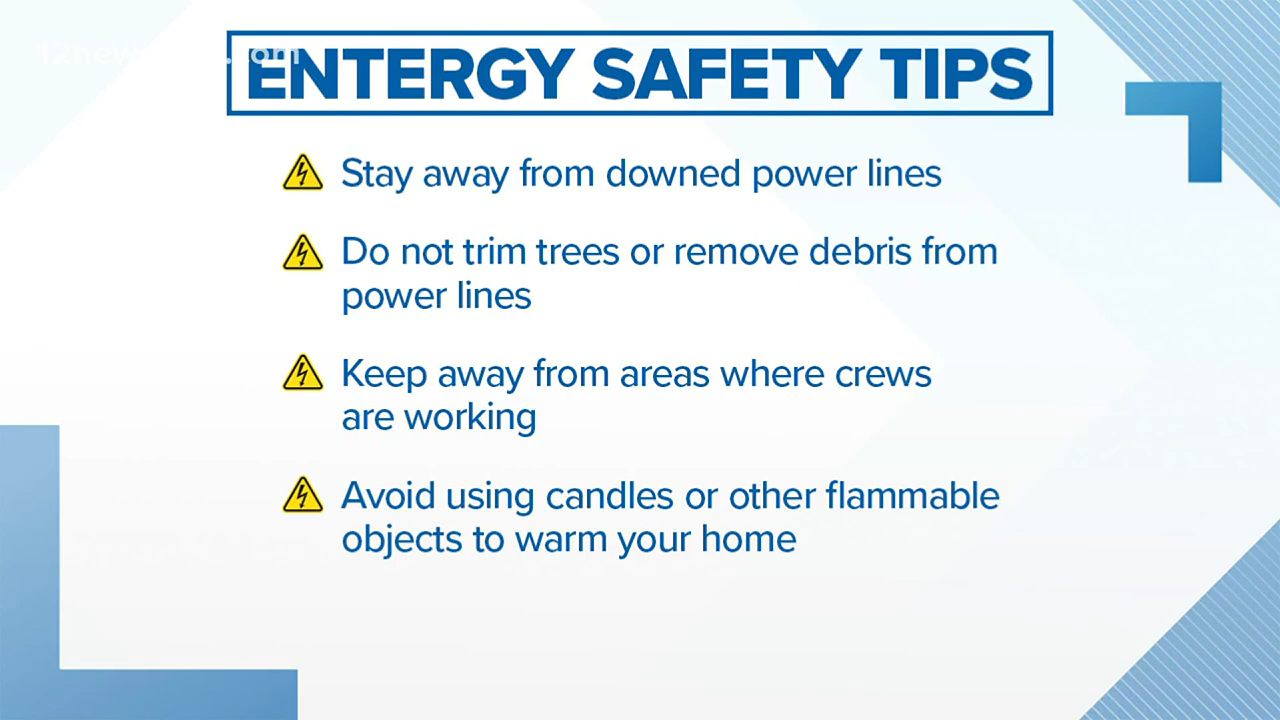 ENTERGY SAFETY TIPS
Stay away from downed power lines
Do not trim trees or remove debris from
power lines
Keep away from areas where crews
are working
Avoid using candles or other flammable
objects to warm your home